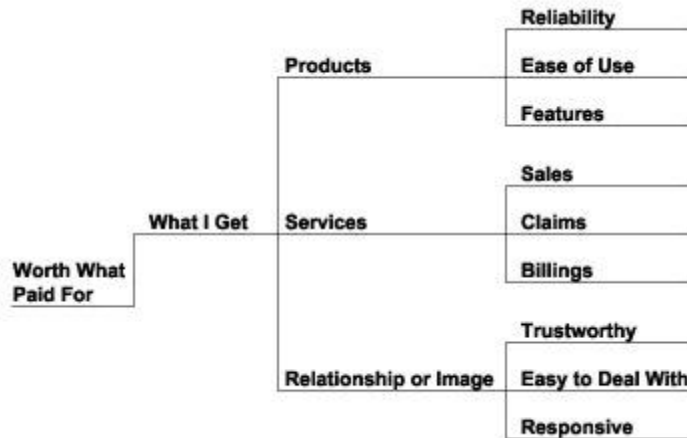 Reliability
Products
Ease of Use
Features
Sales
What I Get
Services
Claims
Worth What
Paid For
Billings
Trustworthy
Relationship or Image
Easy to Deal With
Responsive